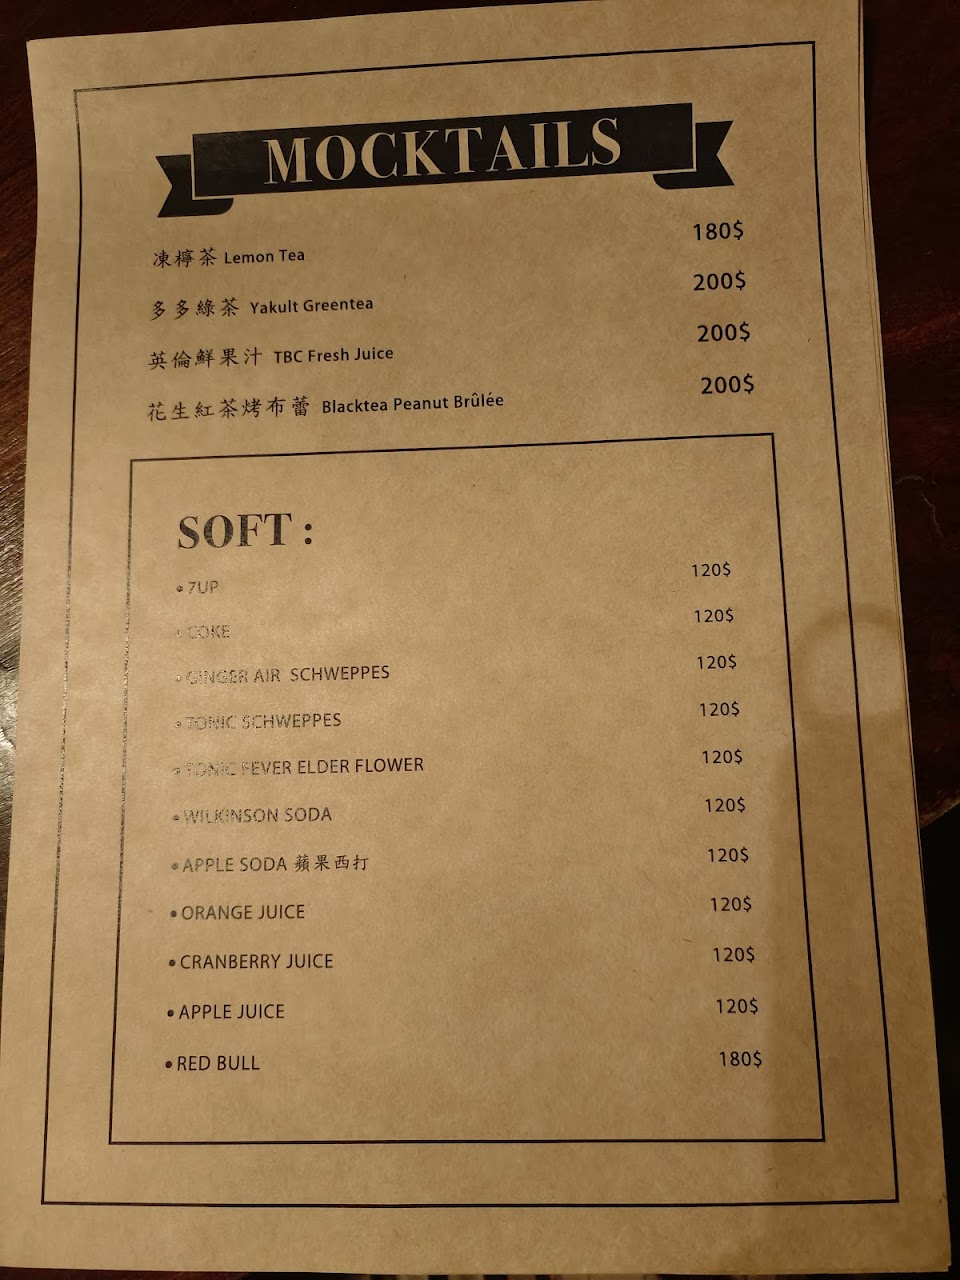 MOCKTAILS
凍檸茶 Lemon Tea 180$
多多綠茶 Yakult Greentea 200$
英倫鮮果汁 TBC Fresh Juice 200$
花生紅茶烤布蕾 Blacktea Peanut Brûlée 200$
SOFT :
• 7UP 120$
• COKE 120$
• GINGER AIR SCHWEPPES 120$
• TONIC SCHWEPPES 120$
• TONIC FEVER ELDER FLOWER 120$
• WILKINSON SODA 120$
• APPLE SODA 蘋果西打 120$
• ORANGE JUICE 120$
• CRANBERRY JUICE 120$
• APPLE JUICE 120$
• RED BULL 180$